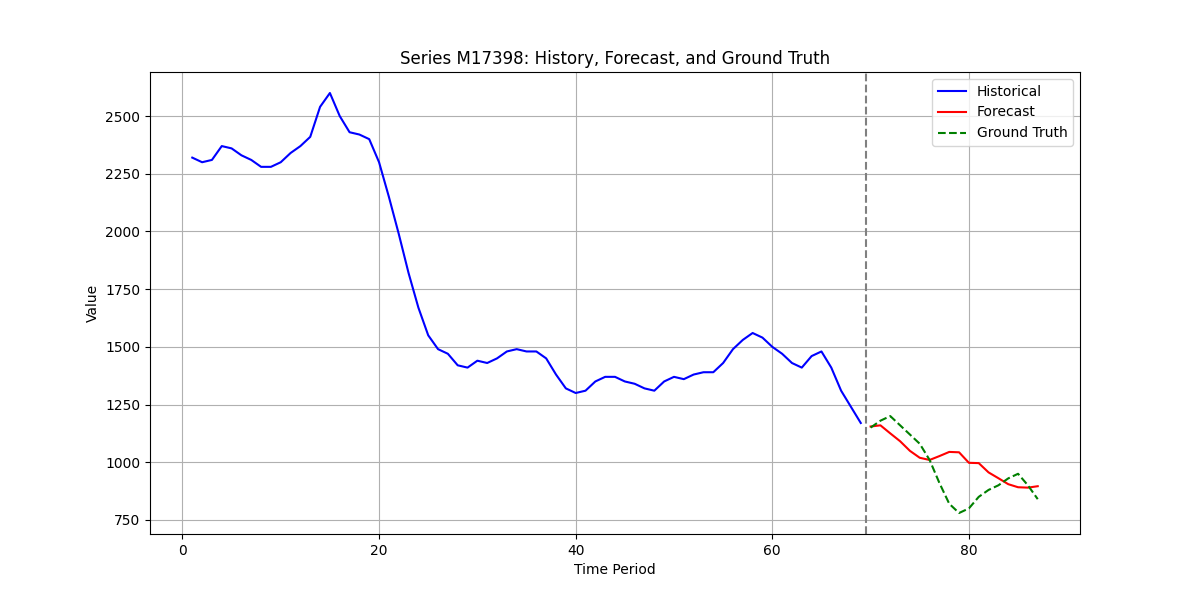 Series M17398: History, Forecast, and Ground Truth
Historical
Forecast
Ground Truth
2500
2250
2000
1750
1500
1250
1000
750
Value
0 20 40 60 80
Time Period